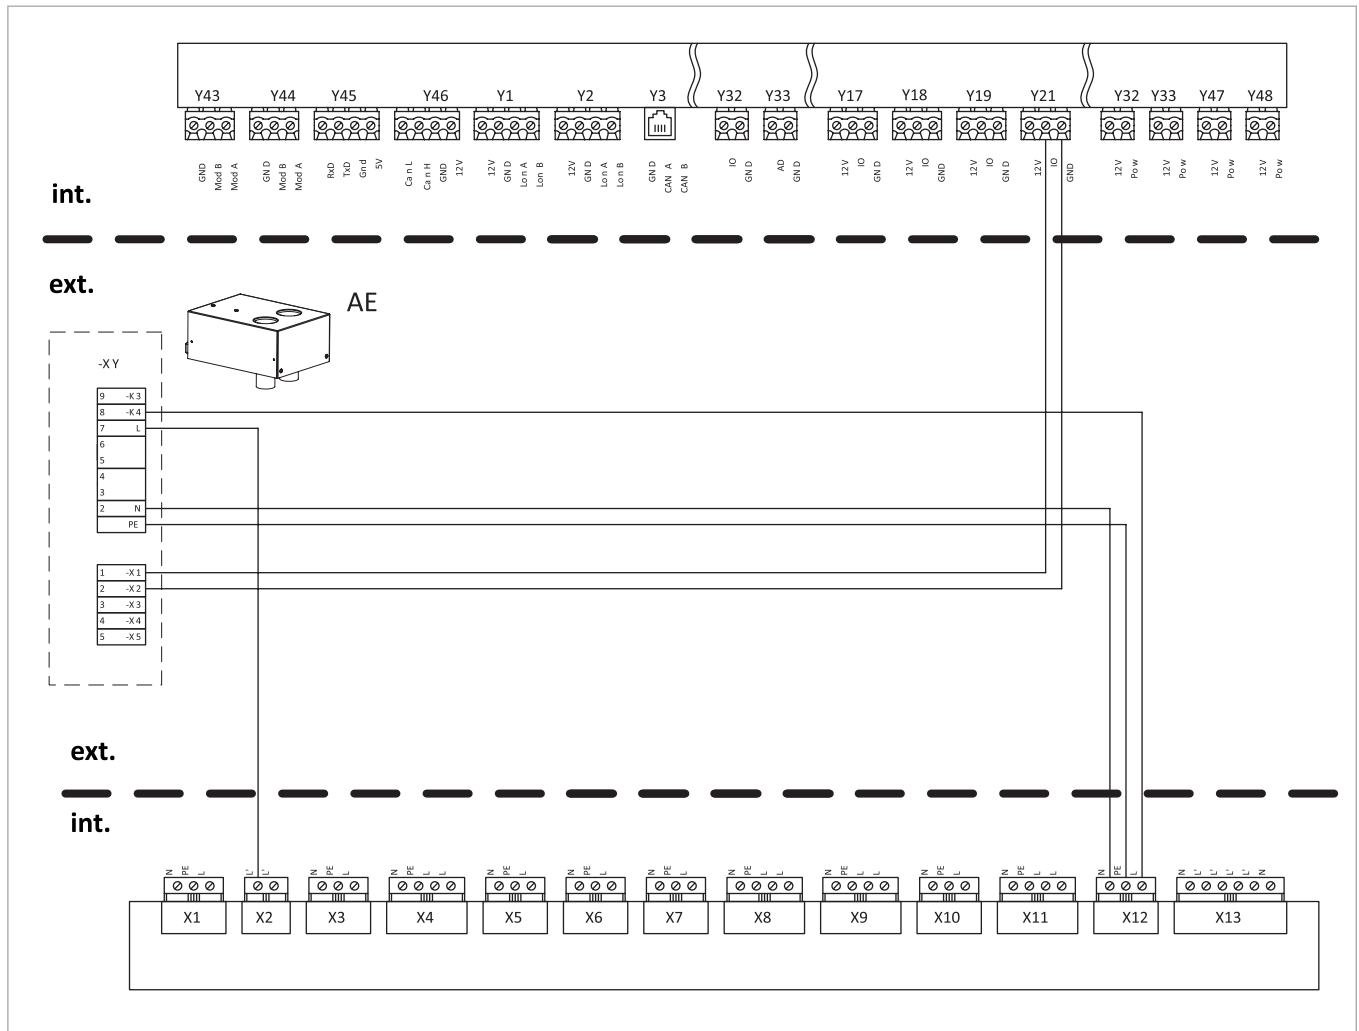 Y43 Y44 Y45 Y46 Y1 Y2 Y3 Y32 Y33 Y17 Y18 Y19 Y21 Y32 Y33 Y47 Y48
GND Mod B Mod A
GND Mod B Mod A
RxD TxD Gnd 5V
Can L Can H GND 12V
12V GND Lon A Lon B
12V GND Lon A Lon B
GND CAN A CAN B
IO GND
AD GND
12V IO GND
12V IO GND
12V IO GND
12V IO GND
12V Pow
12V Pow
12V Pow
12V Pow
int.
ext.
AE
-XY
9 -K3
8 -K4
7 L
6
5
4
3
2 N
PE
1 -X1
2 -X2
3 -X3
4 -X4
5 -X5
ext.
int.
N PE L
L' L'
N PE L
N PE L L
N PE L
N PE L
N PE L
N PE L L
N PE L L
N PE L
N PE L L
N PE L
N L' L' L' L' N
X1 X2 X3 X4 X5 X6 X7 X8 X9 X10 X11 X12 X13